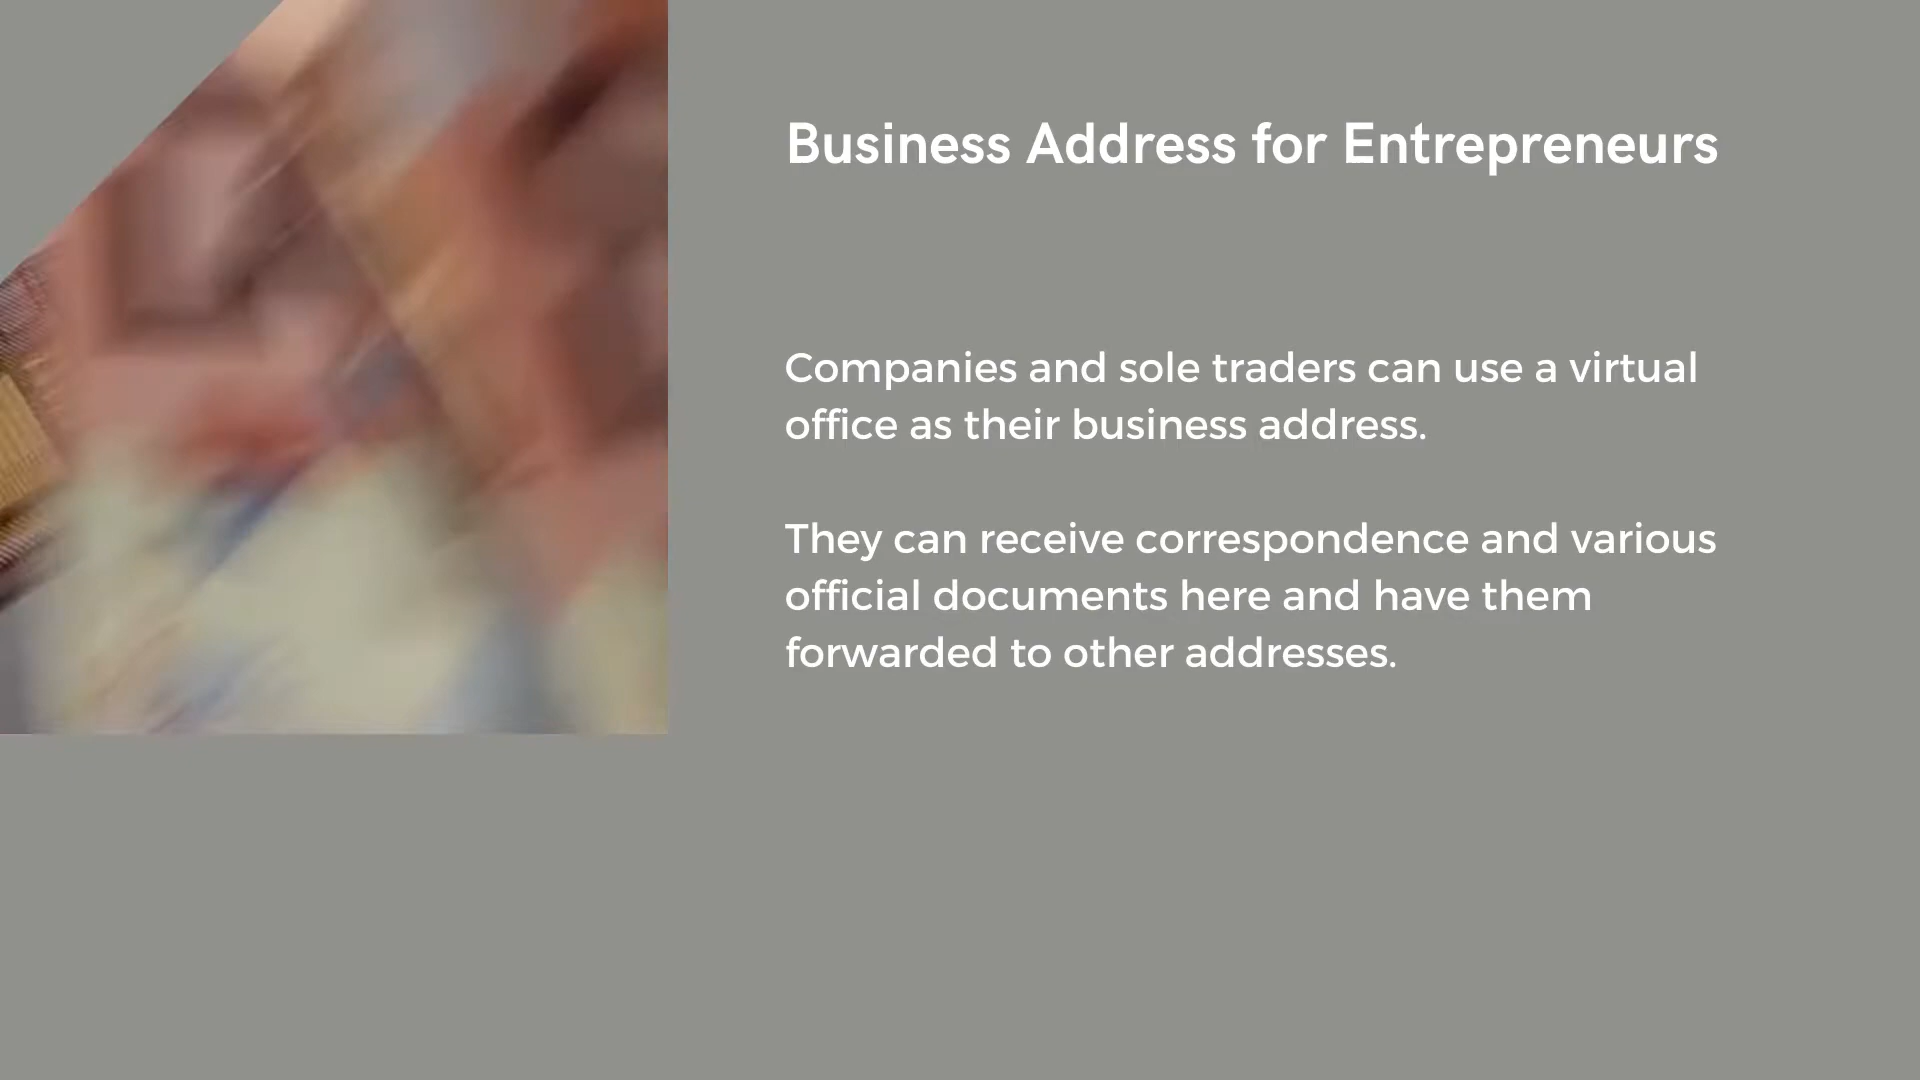 Business Address for Entrepreneurs
Companies and sole traders can use a virtual
office as their business address.
They can receive correspondence and various
official documents here and have them
forwarded to other addresses.